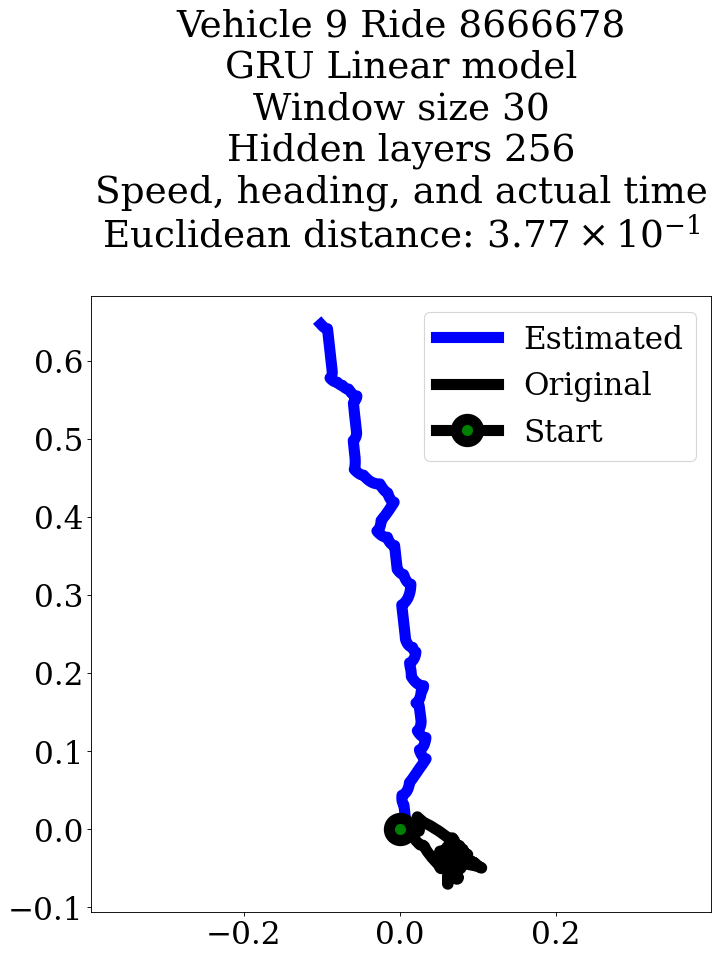 Vehicle 9 Ride 8666678
GRU Linear model
Window size 30
Hidden layers 256
Speed, heading, and actual time
Euclidean distance: 3.77 × 10⁻¹
Estimated
Original
Start
0.6
0.5
0.4
0.3
0.2
0.1
0.0
−0.1
−0.2 0.0 0.2